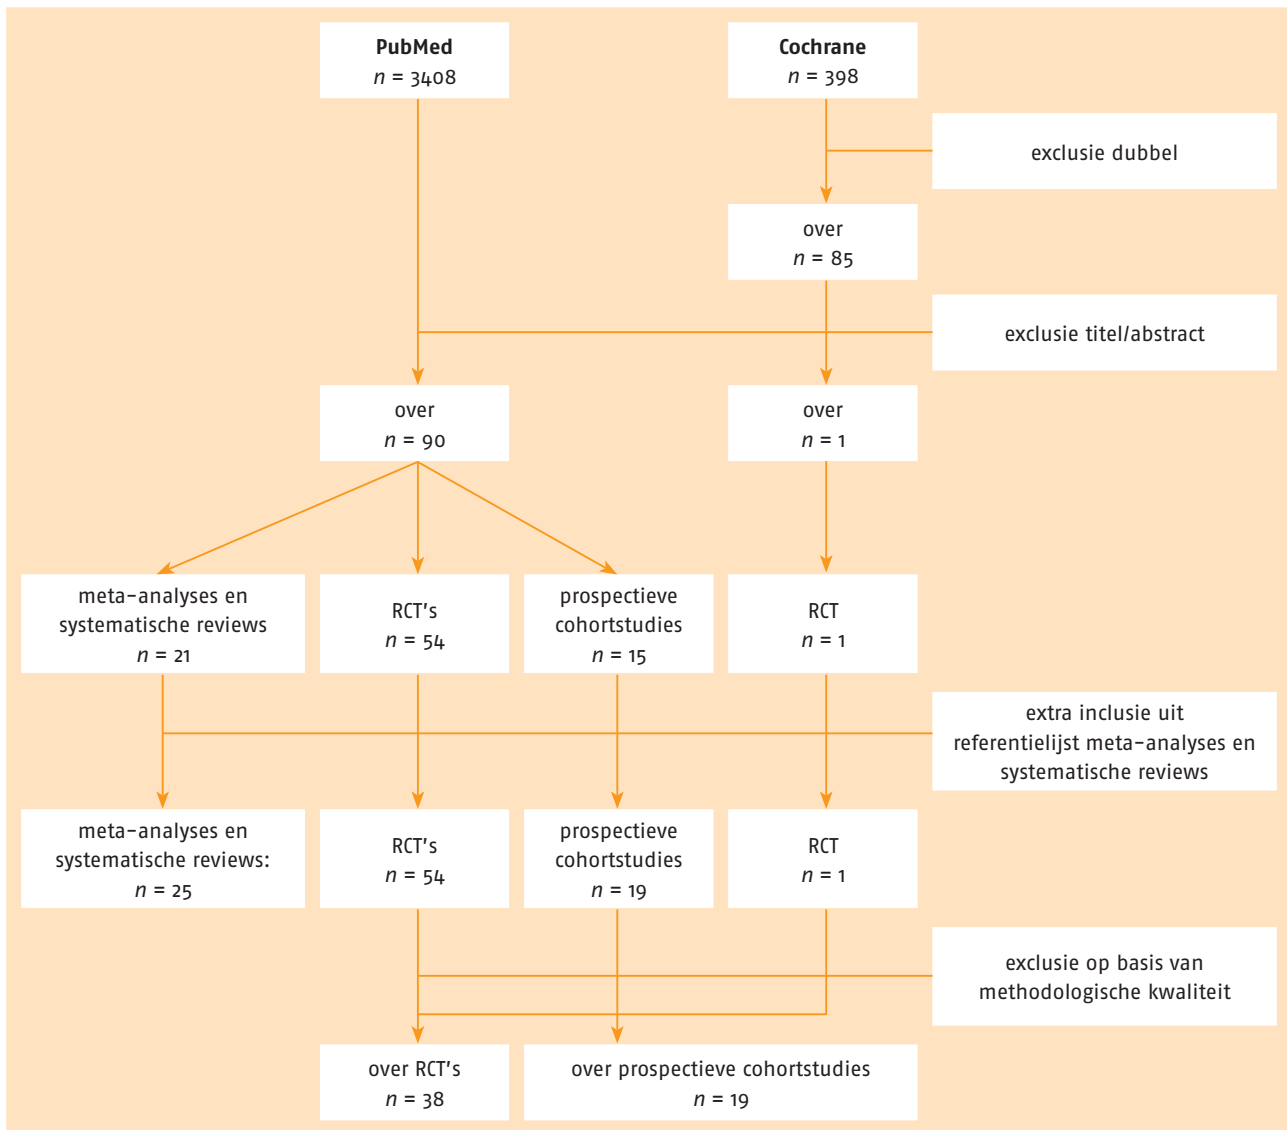 PubMed
n = 3408
Cochrane
n = 398
exclusie dubbel
over
n = 85
exclusie titel/abstract
over
n = 90
over
n = 1
meta-analyses en
systematische reviews
n = 21
RCT's
n = 54
prospectieve
cohortstudies
n = 15
RCT
n = 1
extra inclusie uit
referentielijst meta-analyses en
systematische reviews
meta-analyses en
systematische reviews:
n = 25
RCT's
n = 54
prospectieve
cohortstudies
n = 19
RCT
n = 1
exclusie op basis van
methodologische kwaliteit
over RCT's
n = 38
over prospectieve cohortstudies
n = 19